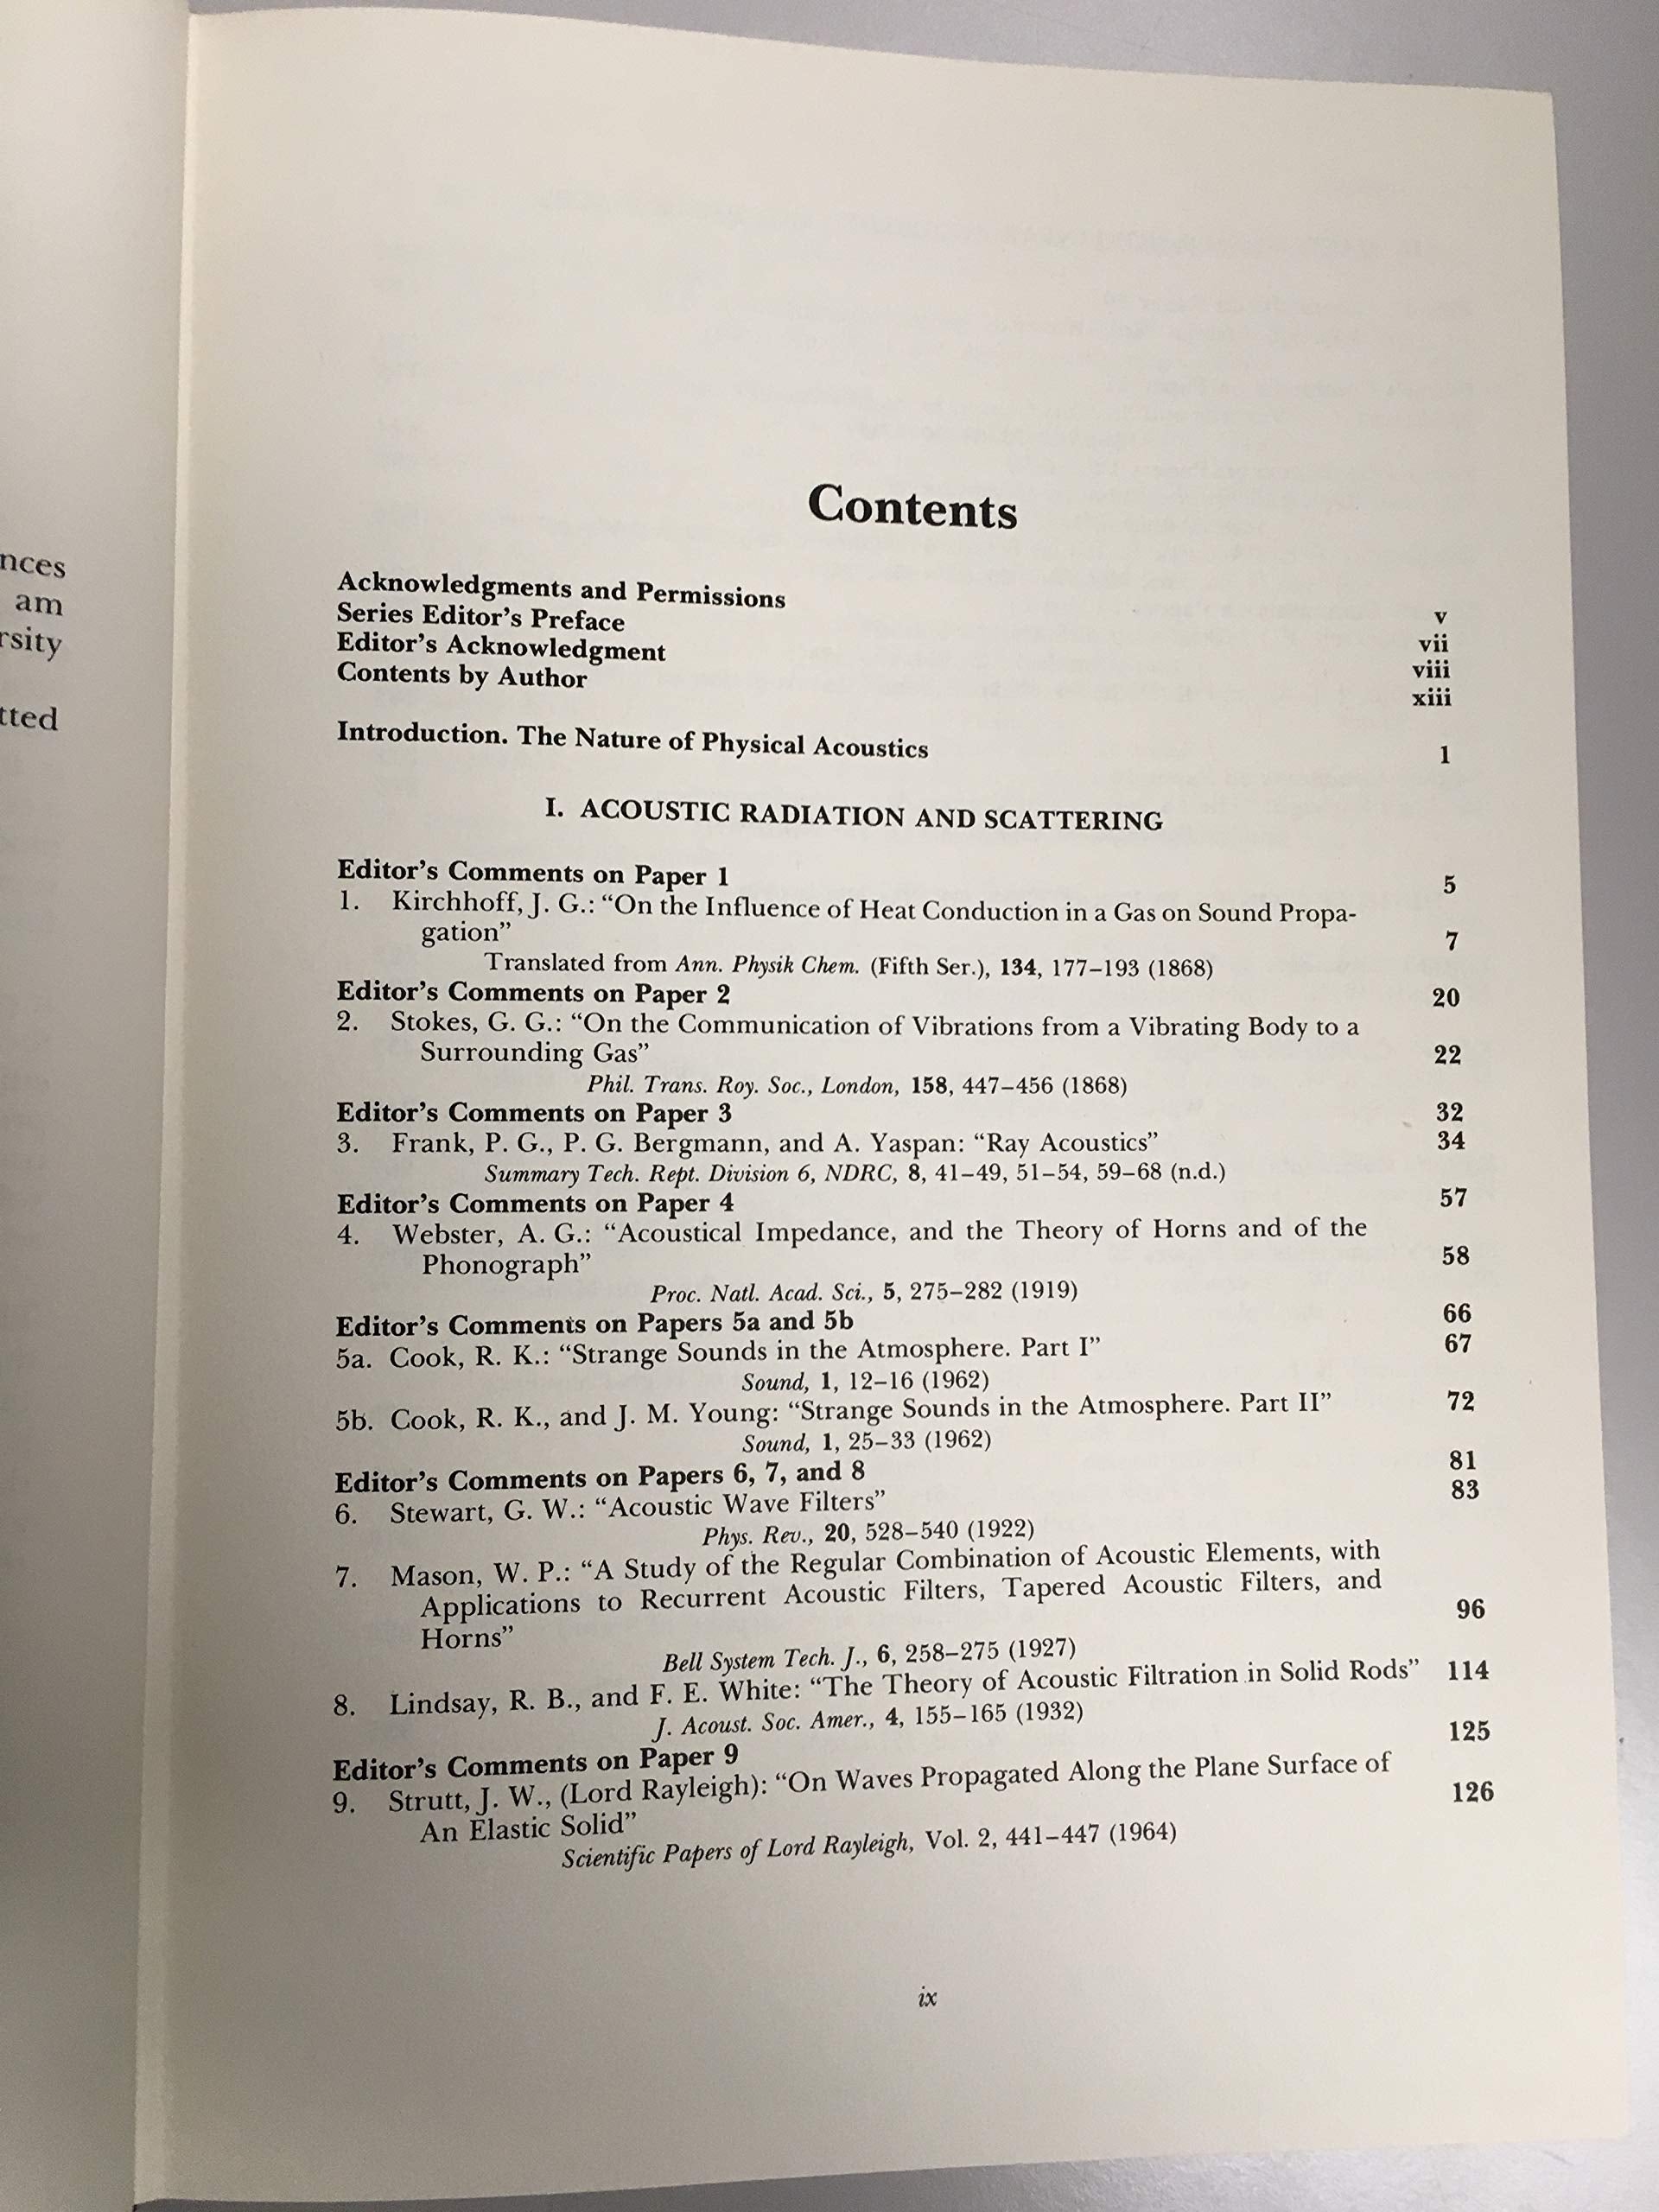 nces
am
rsity
tted
Contents
Acknowledgments and Permissions v
Series Editor's Preface vii
Editor's Acknowledgment viii
Contents by Author xiii
Introduction. The Nature of Physical Acoustics 1
I. ACOUSTIC RADIATION AND SCATTERING
Editor's Comments on Paper 1 5
1. Kirchhoff, J. G.: “On the Influence of Heat Conduction in a Gas on Sound Propa-
gation” 7
Translated from Ann. Physik Chem. (Fifth Ser.), 134, 177–193 (1868)
Editor's Comments on Paper 2 20
2. Stokes, G. G.: “On the Communication of Vibrations from a Vibrating Body to a
Surrounding Gas” 22
Phil. Trans. Roy. Soc., London, 158, 447–456 (1868)
Editor's Comments on Paper 3 32
3. Frank, P. G., P. G. Bergmann, and A. Yaspan: “Ray Acoustics” 34
Summary Tech. Rept. Division 6, NDRC, 8, 41–49, 51–54, 59–68 (n.d.)
Editor's Comments on Paper 4 57
4. Webster, A. G.: “Acoustical Impedance, and the Theory of Horns and of the
Phonograph” 58
Proc. Natl. Acad. Sci., 5, 275–282 (1919)
Editor's Comments on Papers 5a and 5b 66
5a. Cook, R. K.: “Strange Sounds in the Atmosphere. Part I” 67
Sound, 1, 12–16 (1962)
5b. Cook, R. K., and J. M. Young: “Strange Sounds in the Atmosphere. Part II” 72
Sound, 1, 25–33 (1962)
Editor's Comments on Papers 6, 7, and 8 81
6. Stewart, G. W.: “Acoustic Wave Filters” 83
Phys. Rev., 20, 528–540 (1922)
7. Mason, W. P.: “A Study of the Regular Combination of Acoustic Elements, with
Applications to Recurrent Acoustic Filters, Tapered Acoustic Filters, and
Horns” 96
Bell System Tech. J., 6, 258–275 (1927)
8. Lindsay, R. B., and F. E. White: “The Theory of Acoustic Filtration in Solid Rods” 114
J. Acoust. Soc. Amer., 4, 155–165 (1932)
Editor's Comments on Paper 9 125
9. Strutt, J. W., (Lord Rayleigh): “On Waves Propagated Along the Plane Surface of
An Elastic Solid” 126
Scientific Papers of Lord Rayleigh, Vol. 2, 441–447 (1964)
ix